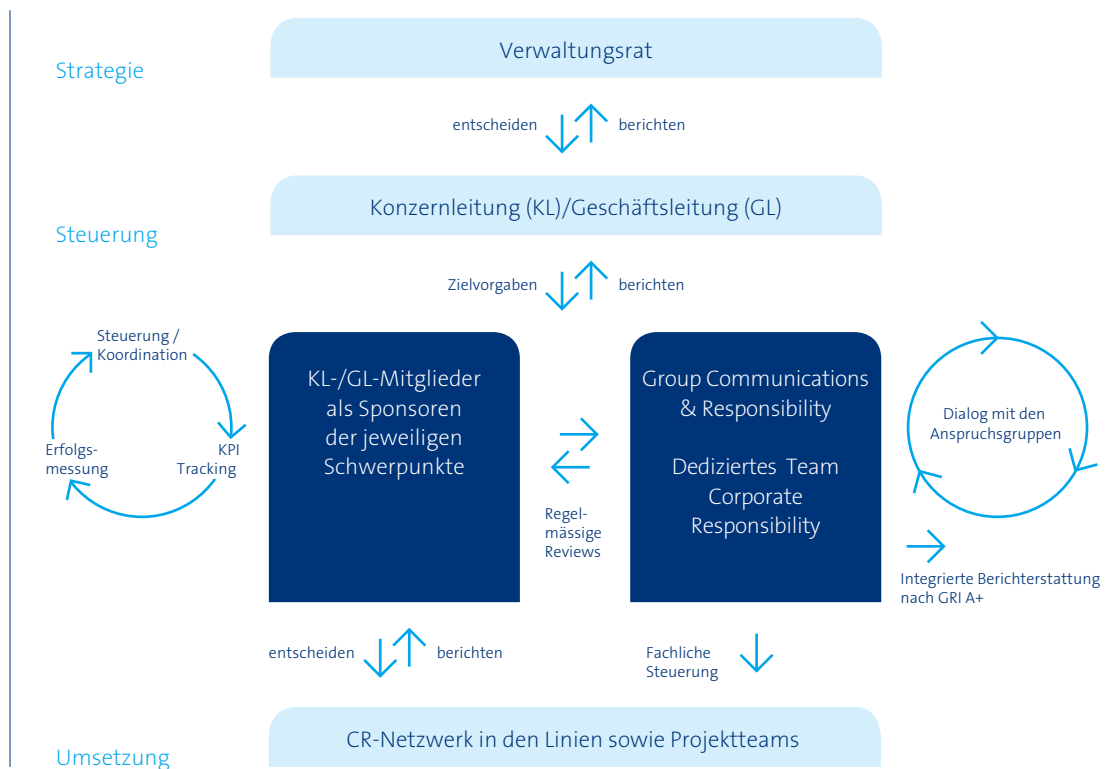 Verwaltungsrat
Strategie
entscheiden
berichten
Konzernleitung (KL)/Geschäftsleitung (GL)
Steuerung
Zielvorgaben
berichten
Steuerung /
Koordination
KPI
Tracking
Erfolgs-
messung
KL-/GL-Mitglieder
als Sponsoren
der jeweiligen
Schwerpunkte
Regel-
mässige
Reviews
Group Communications
& Responsibility
Dediziertes Team
Corporate
Responsibility
Dialog mit den
Anspruchsgruppen
Integrierte Berichterstattung
nach GRI A+
entscheiden
berichten
Fachliche
Steuerung
CR-Netzwerk in den Linien sowie Projektteams
Umsetzung